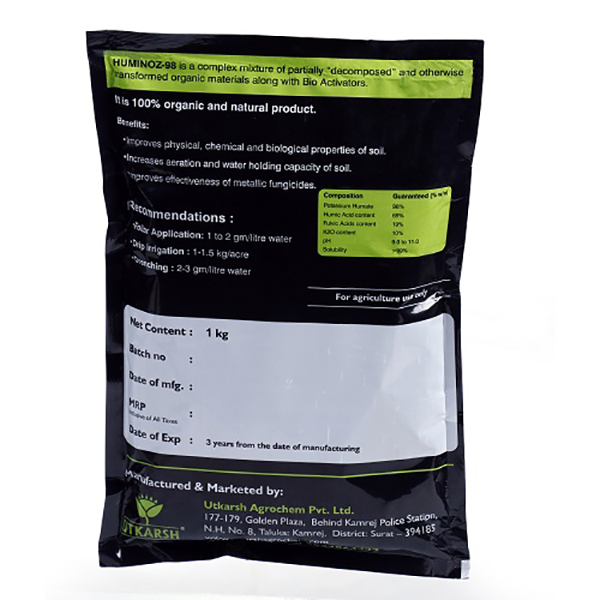 HUMINOZ-98 is a complex mixture of partially "decomposed" and otherwise
transformed organic materials along with Bio Activators.
It is 100% organic and natural product.
Benefits:
•Improves physical, chemical and biological properties of soil.
•Increases aeration and water holding capacity of soil.
Improves effectiveness of metallic fungicides.
Composition Guaranteed (% w/w)
Potassium Humate 98%
Humic Acid content 69%
Fulvic Acids content
K2O content 10%
pH to 11.0
Solubility
Recommendations :
•Foliar Application: 1 to 2 gm/litre water
•Drip Irrigation : 1-1.5 kg/acre
•Drenching : 2-3 gm/litre water
For agriculture use only
Net Content : 1 kg
Batch no :
Date of mfg. :
MRP :
Inclusive of All Taxes
Date of Exp : 3 years from the date of manufacturing
Manufactured & Marketed by:
Utkarsh Agrochem Pvt. Ltd.
177-179, Golden Plaza, Behind Kamrej Police Station,
N.H. No. 8, Taluka: Kamrej, District: Surat – 394185
UTKARSH®